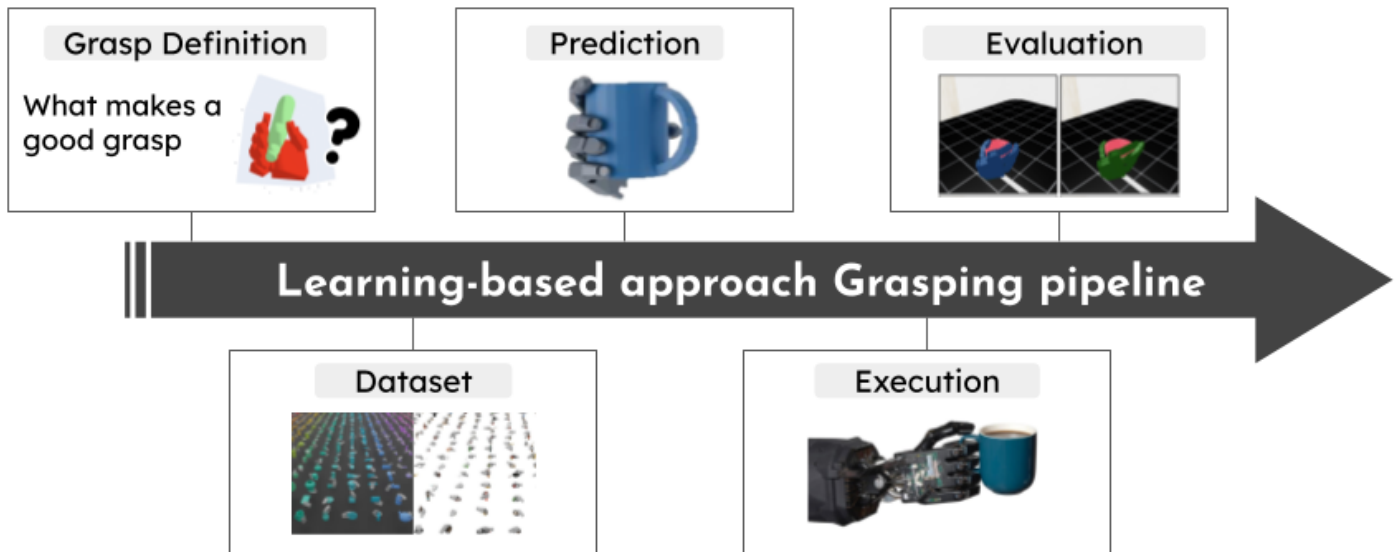 Grasp Definition
What makes a
good grasp
?
Prediction
Evaluation
Learning-based approach Grasping pipeline
Dataset
Execution